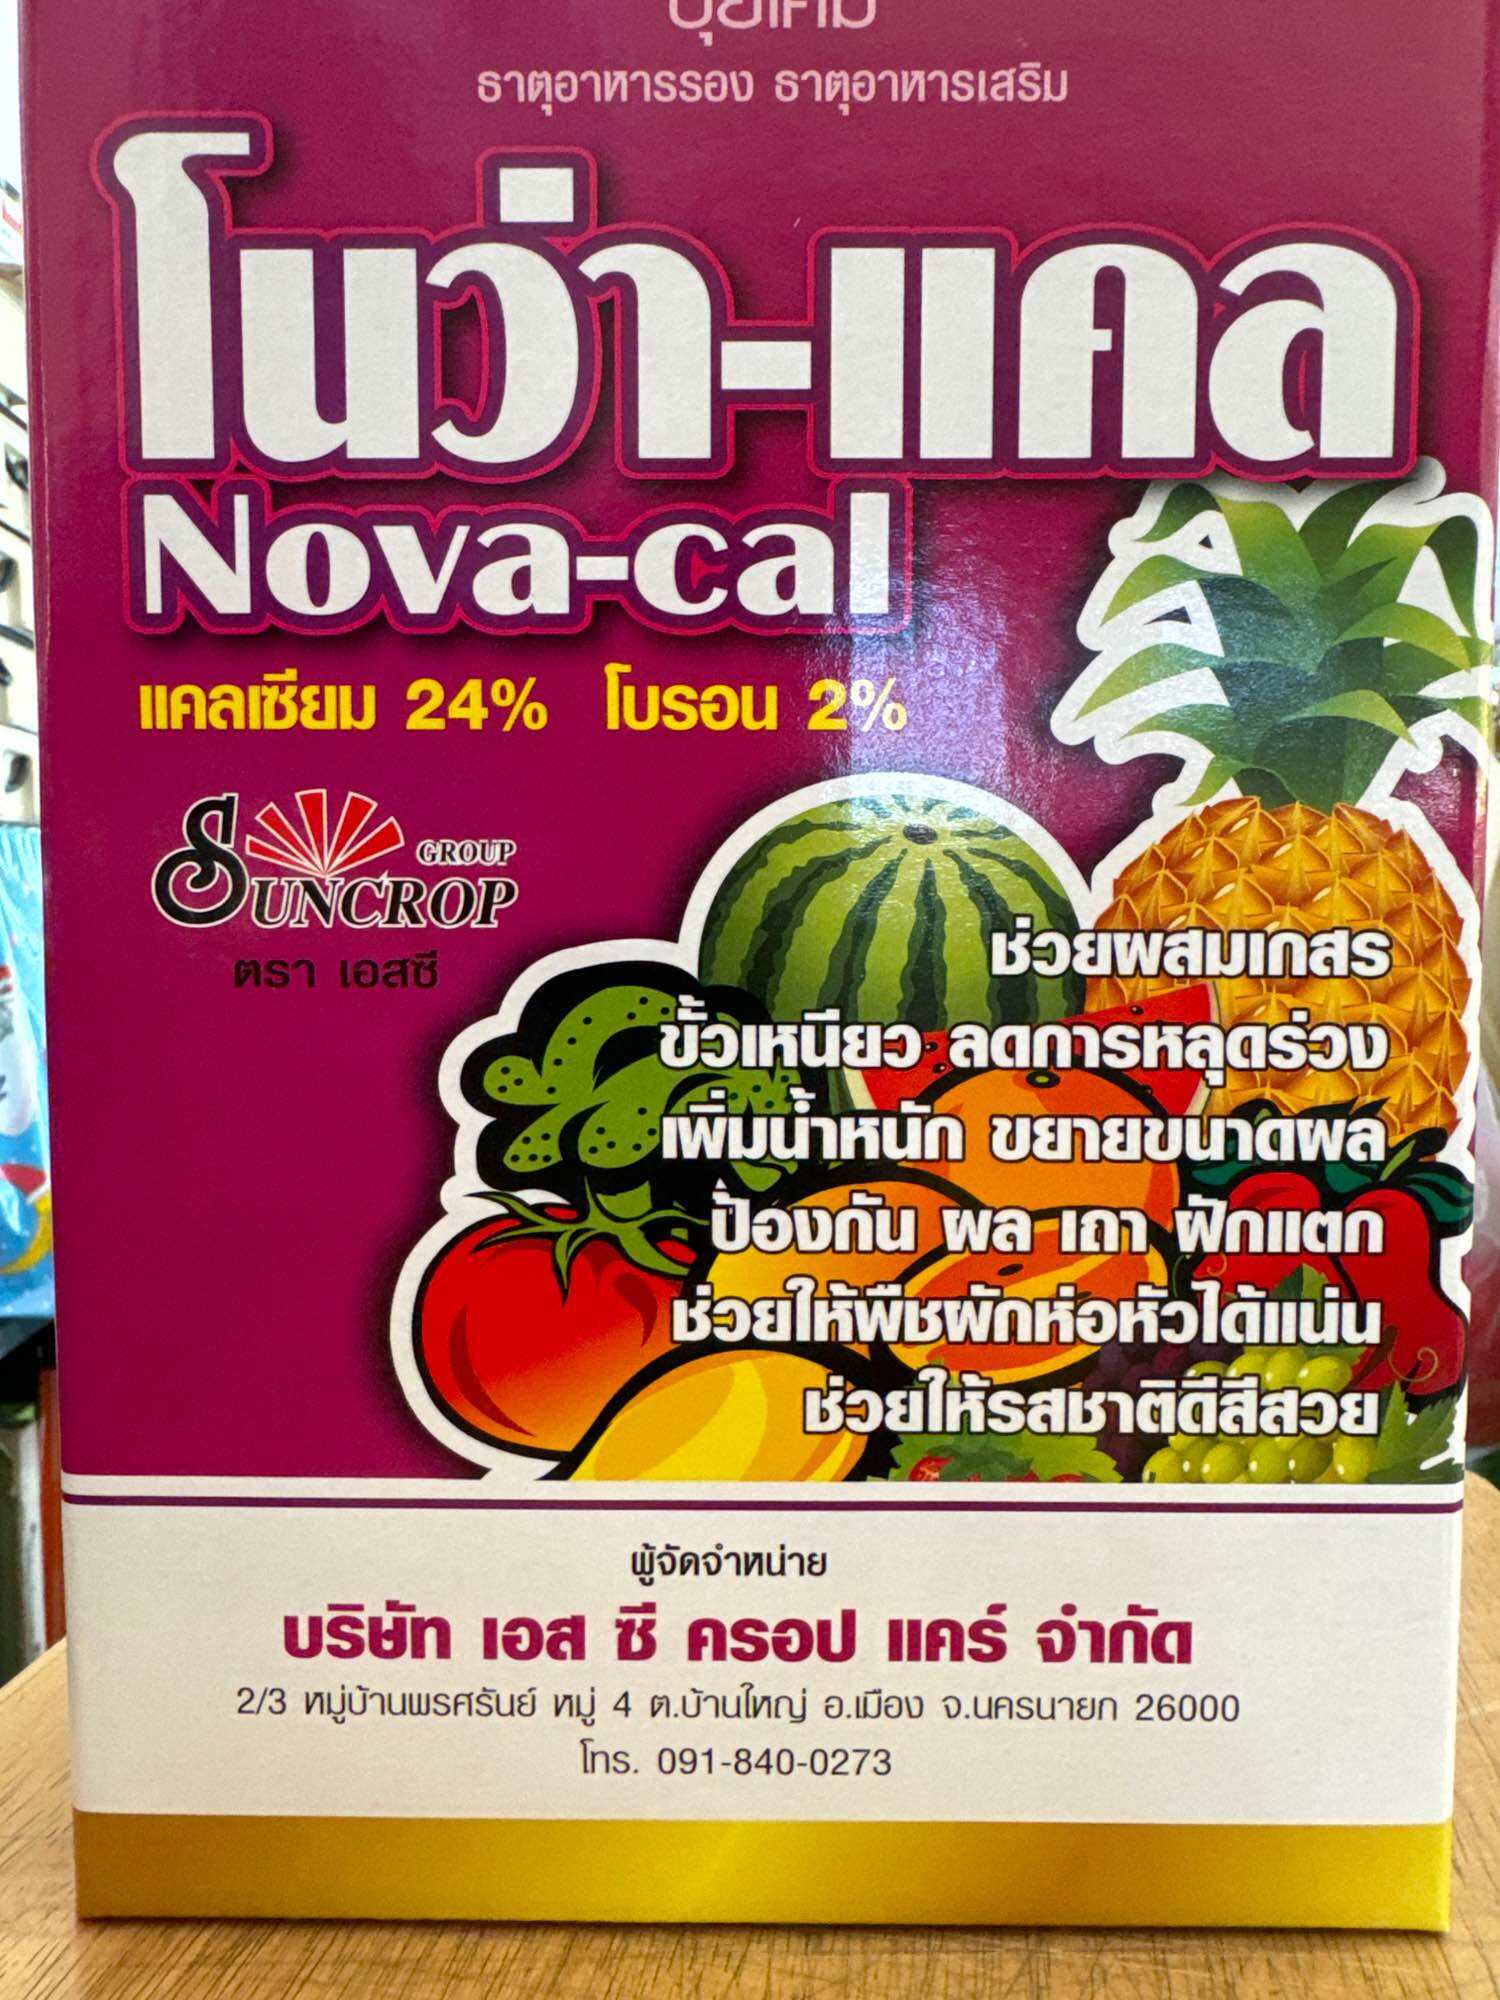 ปุ๋ยเคมี
ธาตุอาหารรอง ธาตุอาหารเสริม
โนว่า-แคล
Nova-cal
แคลเซียม 24% โบรอน 2%
SUNCROP GROUP
ตรา เอสซี
ช่วยผสมเกสร
ขั้วเหนียว ลดการหลุดร่วง
เพิ่มน้ำหนัก ขยายขนาดผล
ป้องกัน ผล เถา ฝักแตก
ช่วยให้พืชผักห่อหัวได้แน่น
ช่วยให้รสชาติดีสีสวย
ผู้จัดจำหน่าย
บริษัท เอส ซี ครอป แคร์ จำกัด
2/3 หมู่บ้านพรศรันย์ หมู่ 4 ต.บ้านใหญ่ อ.เมือง จ.นครนายก 26000
โทร. 091-840-0273